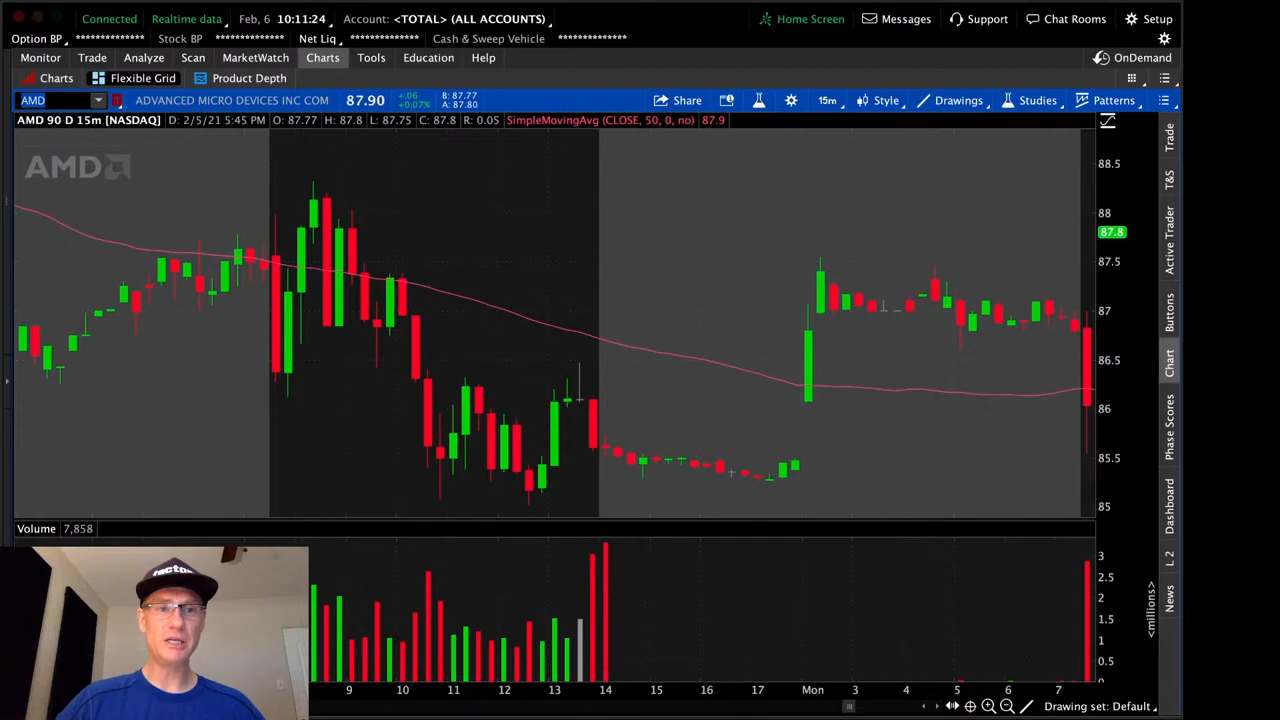 Connected Realtime data Feb, 6 10:11:24 Account: <TOTAL> (ALL ACCOUNTS) Home Screen Messages Support Chat Rooms Setup
Option BP ************ Stock BP ************ Net Liq ************ Cash & Sweep Vehicle ************
Monitor Trade Analyze Scan MarketWatch Charts Tools Education Help OnDemand
Charts Flexible Grid Product Depth
AMD ADVANCED MICRO DEVICES INC COM 87.90 +.06 +0.07% B: 87.77 A: 87.80 Share 15m Style Drawings Studies Patterns
AMD 90 D 15m [NASDAQ] D: 2/5/21 5:45 PM O: 87.77 H: 87.8 L: 87.75 C: 87.8 R: 0.05 SimpleMovingAvg (CLOSE, 50, 0, no) 87.9
AMD
88.5
88
87.8
87.5
87
86.5
86
85.5
85
Trade
T&S
Active Trader
Buttons
Chart
Phase Scores
Dashboard
L 2
News
Volume 7,858
3
2.5
2
1.5
1
0.5
0
<millions>
9 10 11 12 13 14 15 16 17 Mon 3 4 5 6 7
Drawing set: Default